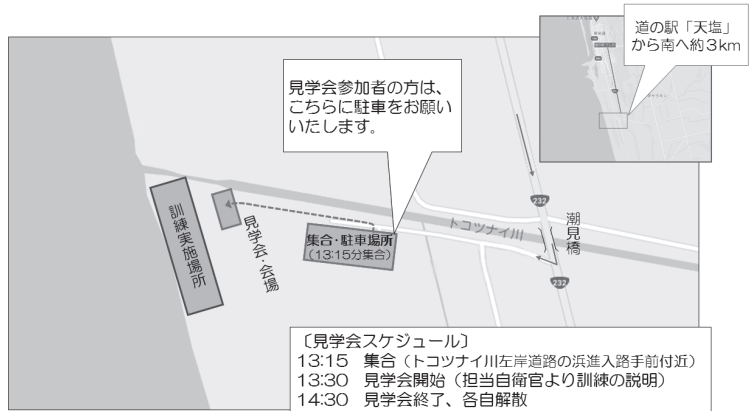 道の駅「天塩」
から南へ約3km
見学会参加者の方は、
こちらに駐車をお願い
いたします。
232
トコツナイ川
潮見橋
訓練実施場所
見学会・会場
集合・駐車場所
（13:15分集合）
232
〔見学会スケジュール〕
13:15　集合（トコツナイ川左岸道路の浜進入路手前付近）
13:30　見学会開始（担当自衛官より訓練の説明）
14:30　見学会終了、各自解散